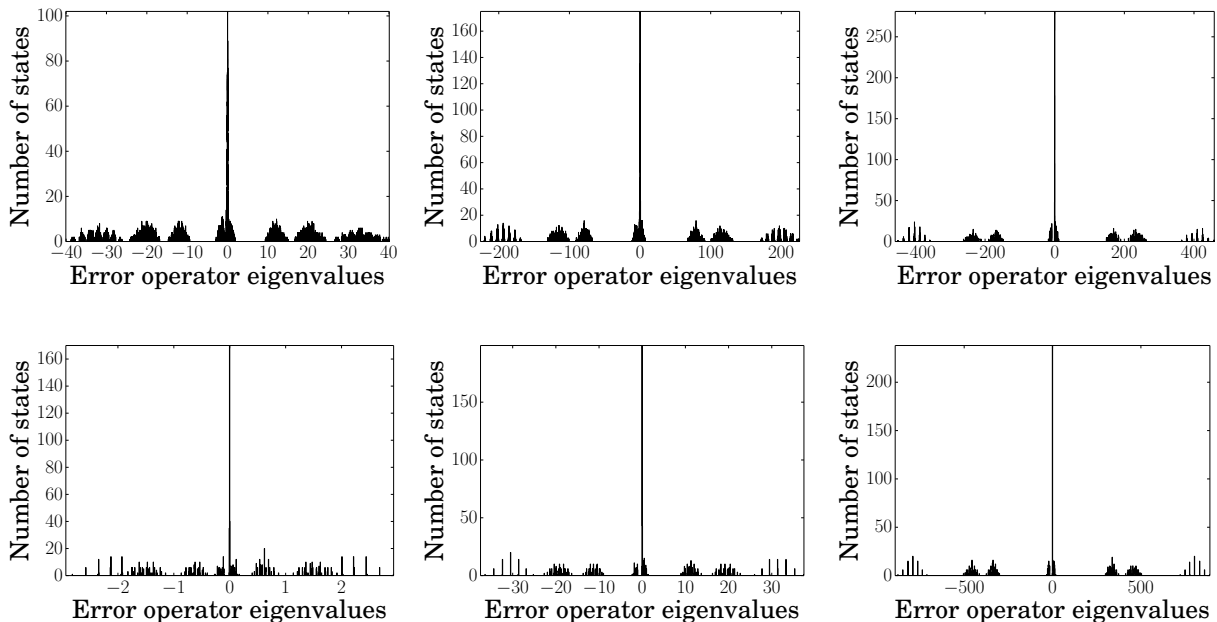 Number of states
100
80
60
40
20
0
−40 −30 −20 −10 0 10 20 30 40
Error operator eigenvalues
Number of states
160
140
120
100
80
60
40
20
0
−200 −100 0 100 200
Error operator eigenvalues
Number of states
250
200
150
100
50
0
−400 −200 0 200 400
Error operator eigenvalues
Number of states
160
140
120
100
80
60
40
20
0
−2 −1 0 1 2
Error operator eigenvalues
Number of states
150
100
50
0
−30 −20 −10 0 10 20 30
Error operator eigenvalues
Number of states
200
150
100
50
0
−500 0 500
Error operator eigenvalues